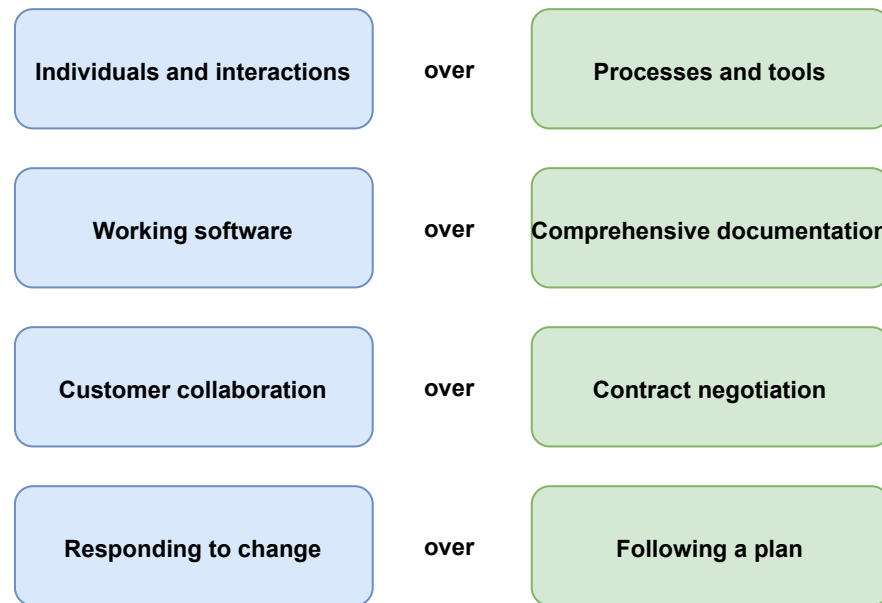 Individuals and interactions over Processes and tools
Working software over Comprehensive documentation
Customer collaboration over Contract negotiation
Responding to change over Following a plan